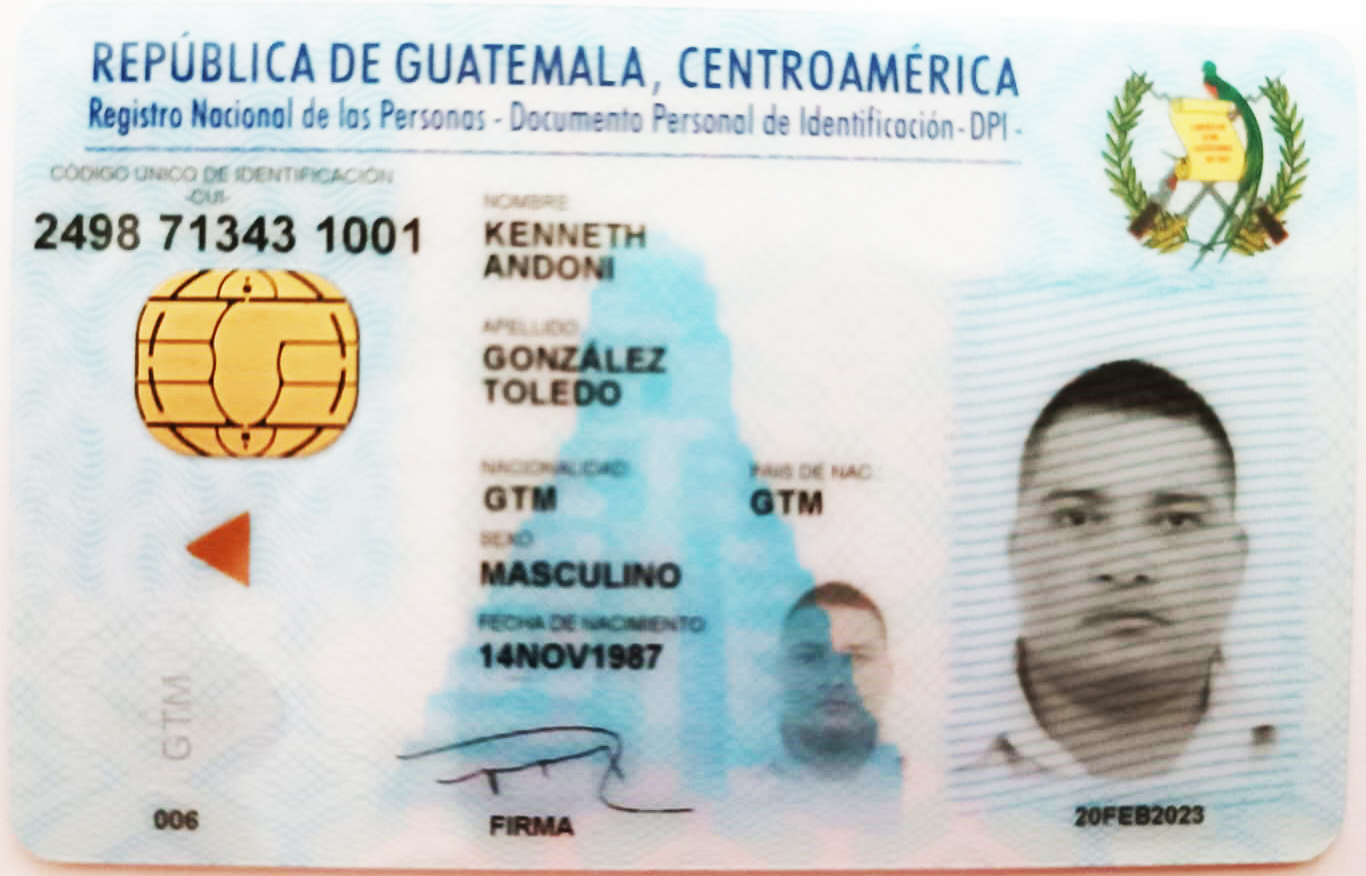 REPÚBLICA DE GUATEMALA, CENTROAMÉRICA
Registro Nacional de las Personas - Documento Personal de Identificación - DPI -
CÓDIGO ÚNICO DE IDENTIFICACIÓN
-CUI-
2498 71343 1001
NOMBRE
KENNETH
ANDONI
APELLIDO
GONZÁLEZ
TOLEDO
NACIONALIDAD
GTM
PAIS DE NAC.:
GTM
SEXO
MASCULINO
FECHA DE NACIMIENTO
14NOV1987
GTM
006
FIRMA
20FEB2023